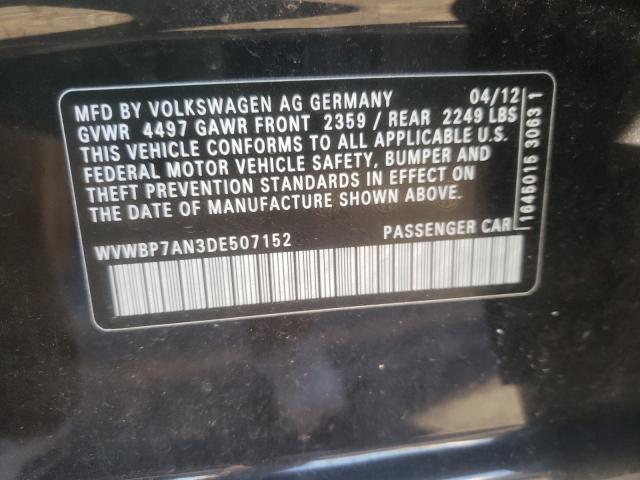 MFD BY VOLKSWAGEN AG GERMANY 04/12
GVWR 4497 GAWR FRONT 2359 / REAR 2249 LBS
THIS VEHICLE CONFORMS TO ALL APPLICABLE U.S.
FEDERAL MOTOR VEHICLE SAFETY, BUMPER AND
THEFT PREVENTION STANDARDS IN EFFECT ON
THE DATE OF MANUFACTURE SHOWN ABOVE.
WVWBP7AN3DE507152 PASSENGER CAR
1645015 3063 1